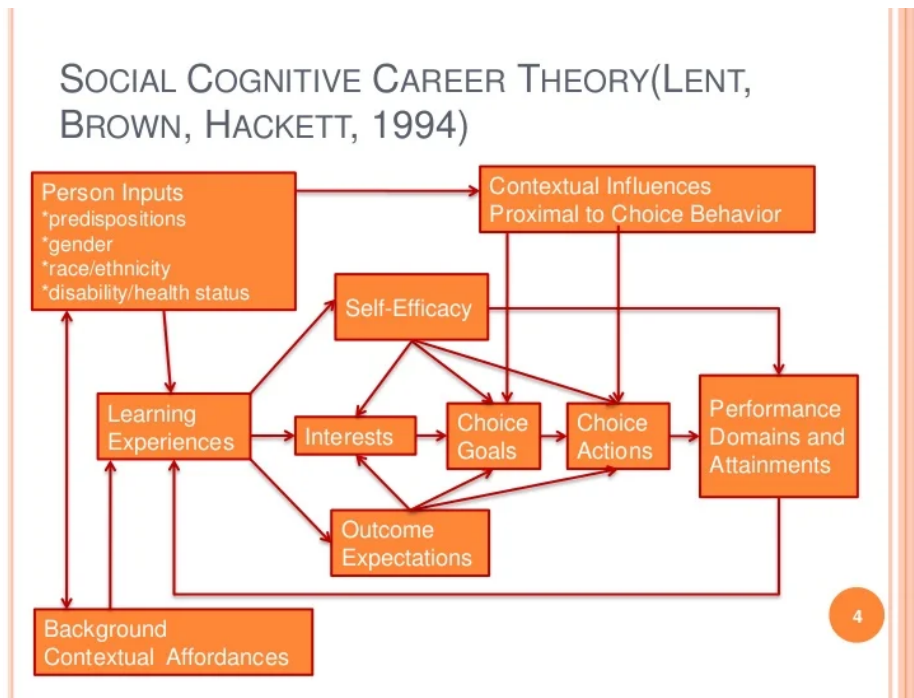 SOCIAL COGNITIVE CAREER THEORY(LENT,
BROWN, HACKETT, 1994)
Person Inputs
*predispositions
*gender
*race/ethnicity
*disability/health status
Contextual Influences
Proximal to Choice Behavior
Self-Efficacy
Learning
Experiences
Interests
Choice
Goals
Choice
Actions
Performance
Domains and
Attainments
Outcome
Expectations
Background
Contextual Affordances
4